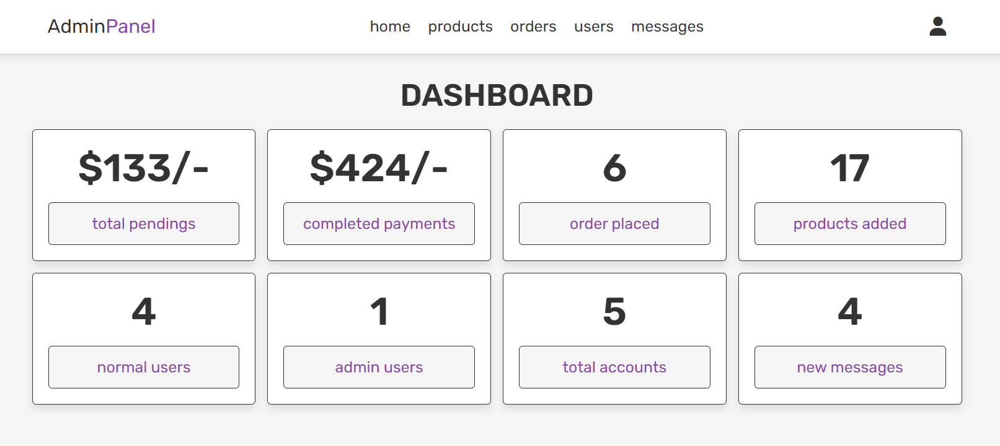 AdminPanel home products orders users messages
DASHBOARD
$133/- $424/- 6 17
total pendings completed payments order placed products added
4 1 5 4
normal users admin users total accounts new messages